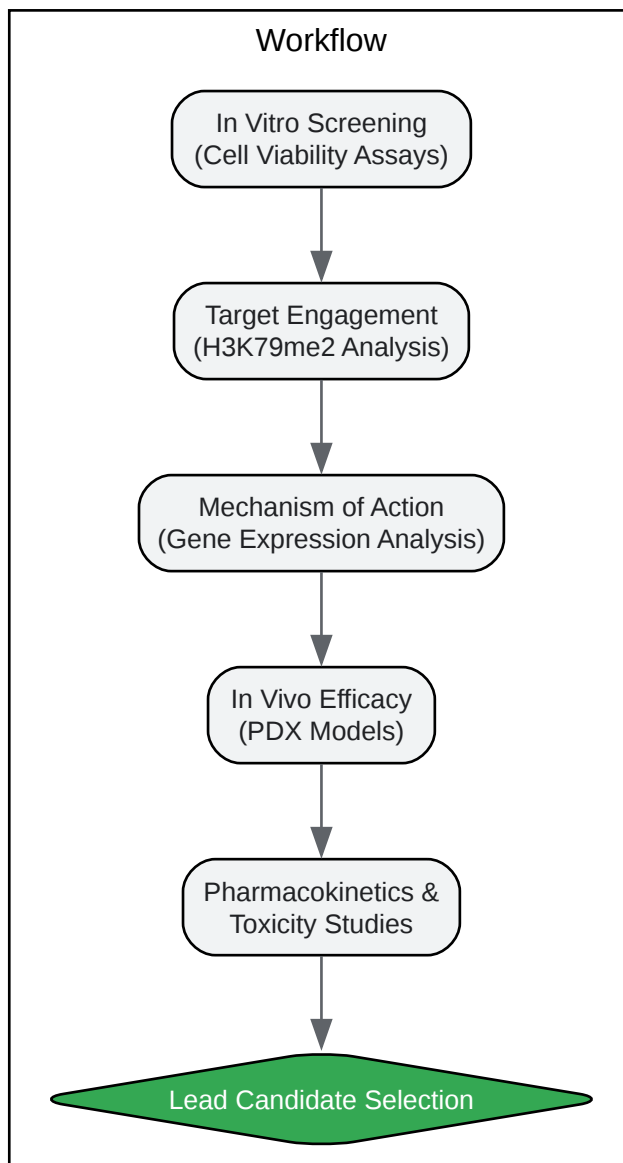 Workflow
In Vitro Screening
(Cell Viability Assays)
Target Engagement
(H3K79me2 Analysis)
Mechanism of Action
(Gene Expression Analysis)
In Vivo Efficacy
(PDX Models)
Pharmacokinetics &
Toxicity Studies
Lead Candidate Selection